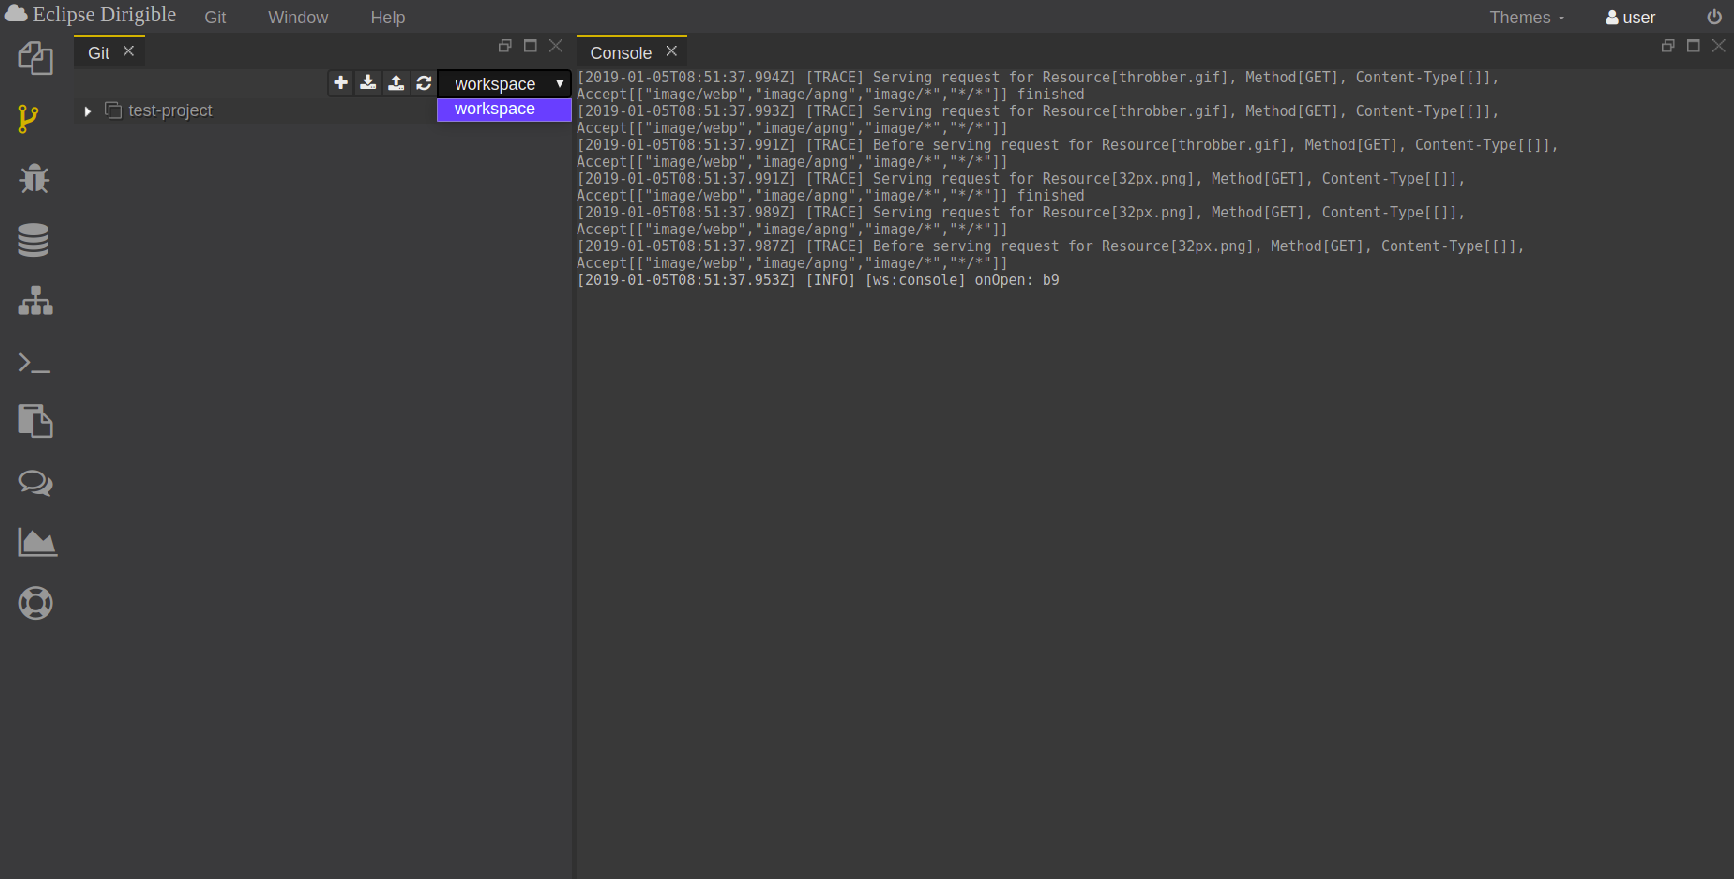 Eclipse Dirigible Git Window Help Themes user
Git
Console
workspace
workspace
test-project
[2019-01-05T08:51:37.994Z] [TRACE] Serving request for Resource[throbber.gif], Method[GET], Content-Type[[]],
Accept[["image/webp","image/apng","image/*","*/*"]] finished
[2019-01-05T08:51:37.993Z] [TRACE] Serving request for Resource[throbber.gif], Method[GET], Content-Type[[]],
Accept[["image/webp","image/apng","image/*","*/*"]]
[2019-01-05T08:51:37.991Z] [TRACE] Before serving request for Resource[throbber.gif], Method[GET], Content-Type[[]],
Accept[["image/webp","image/apng","image/*","*/*"]]
[2019-01-05T08:51:37.991Z] [TRACE] Serving request for Resource[32px.png], Method[GET], Content-Type[[]],
Accept[["image/webp","image/apng","image/*","*/*"]] finished
[2019-01-05T08:51:37.989Z] [TRACE] Serving request for Resource[32px.png], Method[GET], Content-Type[[]],
Accept[["image/webp","image/apng","image/*","*/*"]]
[2019-01-05T08:51:37.987Z] [TRACE] Before serving request for Resource[32px.png], Method[GET], Content-Type[[]],
Accept[["image/webp","image/apng","image/*","*/*"]]
[2019-01-05T08:51:37.953Z] [INFO] [ws:console] onOpen: b9